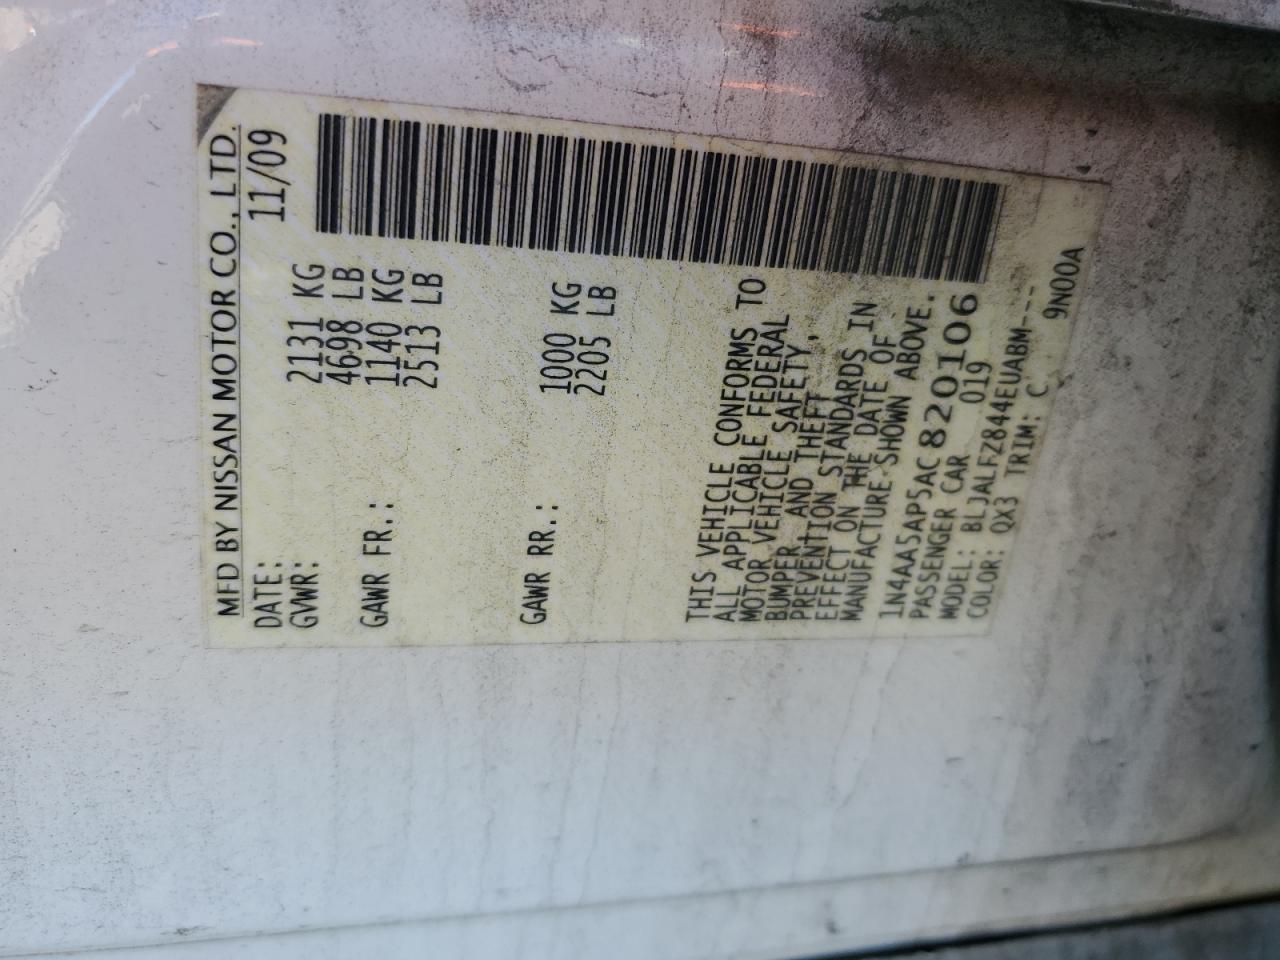 MFD BY NISSAN MOTOR CO., LTD.
DATE: 11/09
GVWR: 2131 KG
4698 LB
GAWR FR.: 1140 KG
2513 LB
GAWR RR.: 1000 KG
2205 LB
THIS VEHICLE CONFORMS TO
ALL APPLICABLE FEDERAL
MOTOR VEHICLE SAFETY,
BUMPER AND THEFT
PREVENTION STANDARDS IN
EFFECT ON THE DATE OF
MANUFACTURE SHOWN ABOVE.
1N4AA5AP5AC820106
PASSENGER CAR 019
MODEL: BLJALFZ844EUABM---
COLOR: QX3 TRIM: C
9N00A